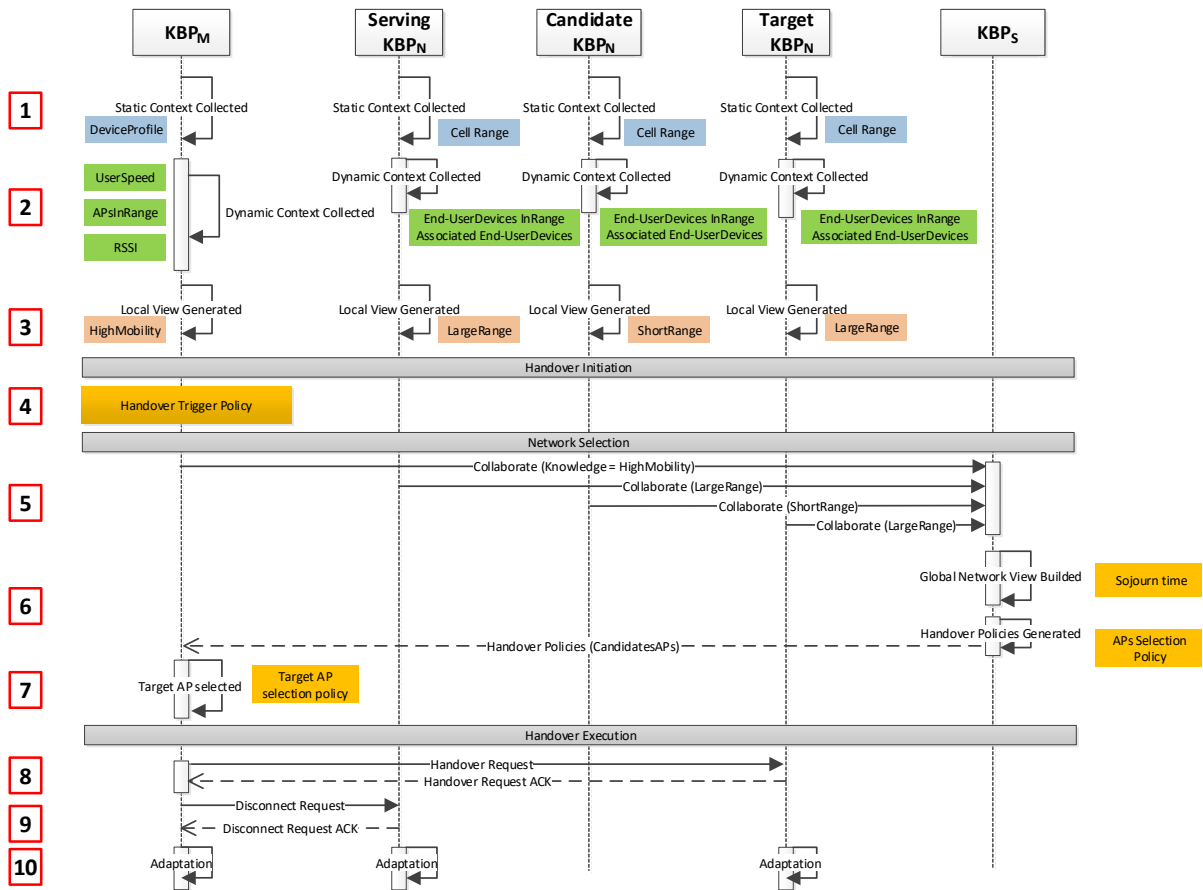 KBPM
Serving
KBPN
Candidate
KBPN
Target
KBPN
KBPS
1
Static Context Collected
Static Context Collected
Static Context Collected
Static Context Collected
DeviceProfile
Cell Range
Cell Range
Cell Range
2
UserSpeed
APsInRange
RSSI
Dynamic Context Collected
Dynamic Context Collected
Dynamic Context Collected
Dynamic Context Collected
End-UserDevices InRange
Associated End-UserDevices
End-UserDevices InRange
Associated End-UserDevices
End-UserDevices InRange
Associated End-UserDevices
3
Local View Generated
Local View Generated
Local View Generated
Local View Generated
HighMobility
LargeRange
ShortRange
LargeRange
Handover Initiation
4
Handover Trigger Policy
Network Selection
5
Collaborate (Knowledge = HighMobility)
Collaborate (LargeRange)
Collaborate (ShortRange)
Collaborate (LargeRange)
6
Global Network View Builded
Sojourn time
Handover Policies Generated
APs Selection
Policy
Handover Policies (CandidatesAPs)
7
Target AP selected
Target AP
selection policy
Handover Execution
8
Handover Request
Handover Request ACK
9
Disconnect Request
Disconnect Request ACK
10
Adaptation
Adaptation
Adaptation